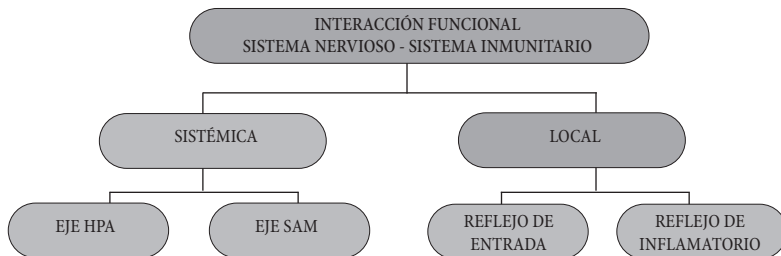 INTERACCIÓN FUNCIONAL
SISTEMA NERVIOSO - SISTEMA INMUNITARIO
SISTÉMICA
LOCAL
EJE HPA
EJE SAM
REFLEJO DE
ENTRADA
REFLEJO DE
INFLAMATORIO